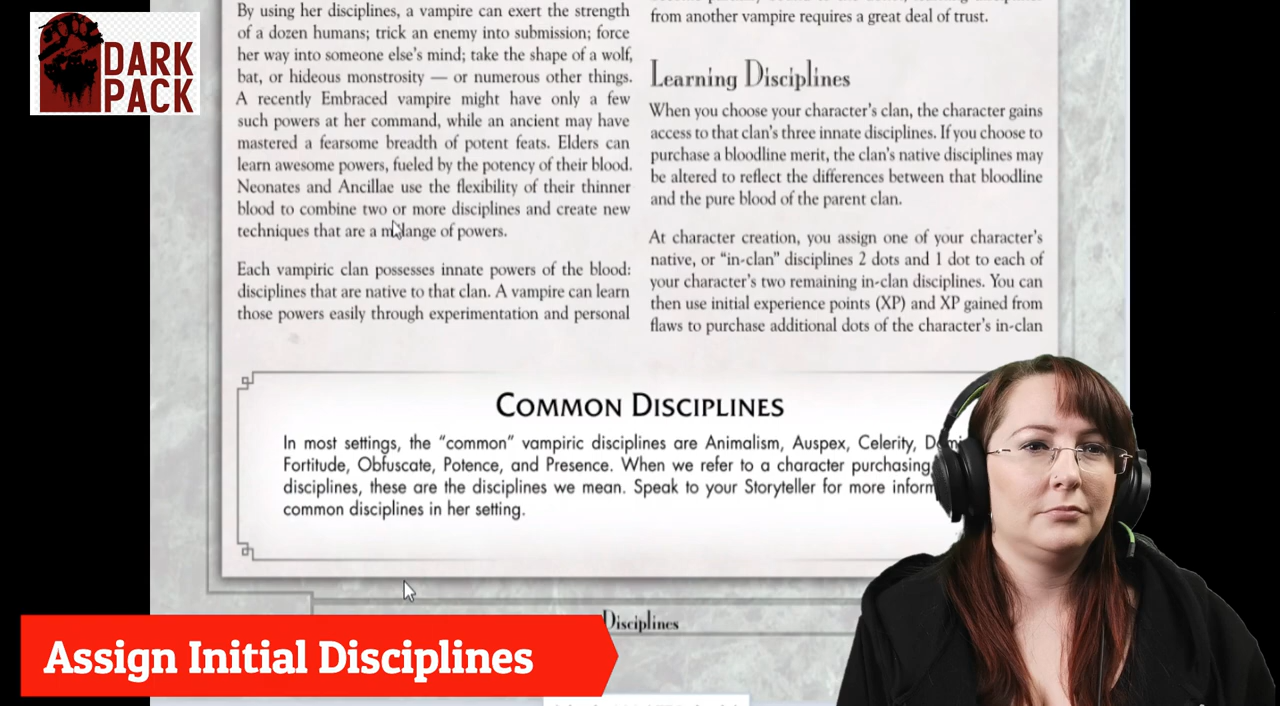 DARK
PACK
By using her disciplines, a vampire can exert the strength
of a dozen humans; trick an enemy into submission; force
her way into someone else's mind; take the shape of a wolf,
bat, or hideous monstrosity — or numerous other things.
A recently Embraced vampire might have only a few
such powers at her command, while an ancient may have
mastered a fearsome breadth of potent feats. Elders can
learn awesome powers, fueled by the potency of their blood.
Neonates and Ancillae use the flexibility of their thinner
blood to combine two or more disciplines and create new
techniques that are a mélange of powers.
Each vampiric clan possesses innate powers of the blood:
disciplines that are native to that clan. A vampire can learn
those powers easily through experimentation and personal
from another vampire requires a great deal of trust.
Learning Disciplines
When you choose your character's clan, the character gains
access to that clan's three innate disciplines. If you choose to
purchase a bloodline merit, the clan's native disciplines may
be altered to reflect the differences between that bloodline
and the pure blood of the parent clan.
At character creation, you assign one of your character's
native, or "in-clan" disciplines 2 dots and 1 dot to each of
your character's two remaining in-clan disciplines. You can
then use initial experience points (XP) and XP gained from
flaws to purchase additional dots of the character's in-clan
COMMON DISCIPLINES
In most settings, the "common" vampiric disciplines are Animalism, Auspex, Celerity,
Fortitude, Obfuscate, Potence, and Presence. When we refer to a character purchasing
disciplines, these are the disciplines we mean. Speak to your Storyteller for more inform
common disciplines in her setting.
Disciplines
Assign Initial Disciplines